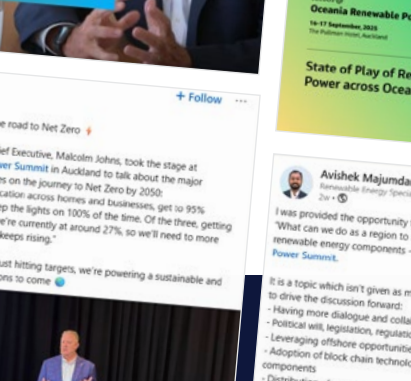 Oceania Renewable Po
16-17 September, 2025
The Pullman Hotel, Auckland
State of Play of Re
Power across Ocea
+ Follow ...
e road to Net Zero
ef Executive, Malcolm Johns, took the stage at
wer Summit in Auckland to talk about the major
es on the journey to Net Zero by 2050:
cation across homes and businesses, get to 95%
ep the lights on 100% of the time. Of the three, getting
e're currently at around 27%, so we'll need to more
keeps rising."
ust hitting targets, we're powering a sustainable and
ons to come
Avishek Majumda
Renewable Energy Specia
2w •
I was provided the opportunity
"What can we do as a region to
renewable energy components -
Power Summit.
It is a topic which isn't given as m
to drive the discussion forward:
- Having more dialogue and collab
- Political will, legislation, regulatio
- Leveraging offshore opportunitie
- Adoption of block chain technolo
components